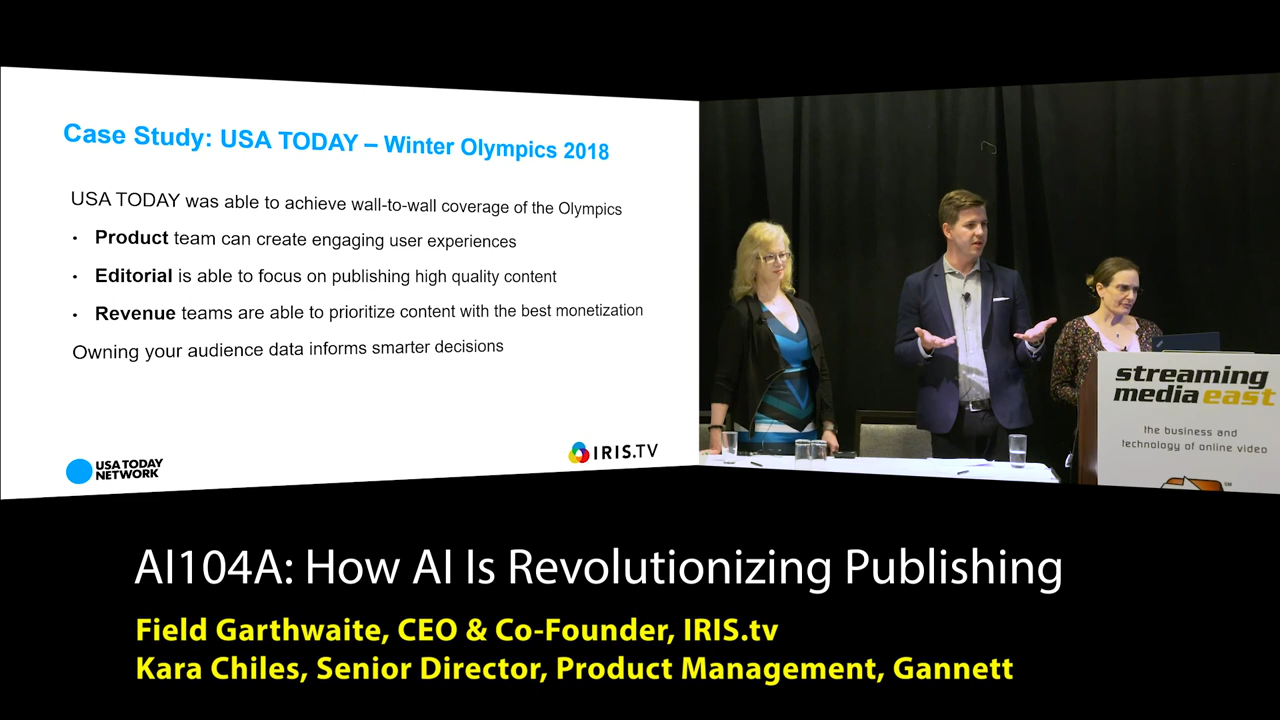 Case Study: USA TODAY – Winter Olympics 2018
USA TODAY was able to achieve wall-to-wall coverage of the Olympics
• Product team can create engaging user experiences
• Editorial is able to focus on publishing high quality content
• Revenue teams are able to prioritize content with the best monetization
Owning your audience data informs smarter decisions
USA TODAY
NETWORK
IRIS.TV
streaming
media east
the business and
technology of online video
SM
AI104A: How AI Is Revolutionizing Publishing
Field Garthwaite, CEO & Co-Founder, IRIS.tv
Kara Chiles, Senior Director, Product Management, Gannett